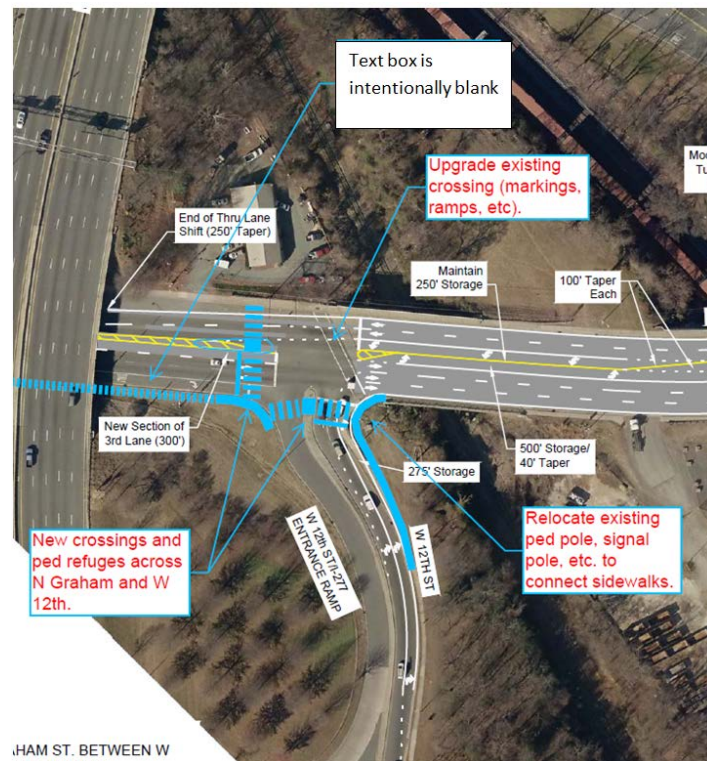 Text box is
intentionally blank
Upgrade existing
crossing (markings,
ramps, etc).
End of Thru Lane
Shift (250' Taper)
Maintain
250' Storage
100' Taper
Each
New Section of
3rd Lane (300')
275' Storage
500' Storage/
40' Taper
New crossings and
ped refuges across
N Graham and W
12th.
W 12th ST/I-277
ENTRANCE RAMP
W 12TH ST
Relocate existing
ped pole, signal
pole, etc. to
connect sidewalks.
HAM ST. BETWEEN W